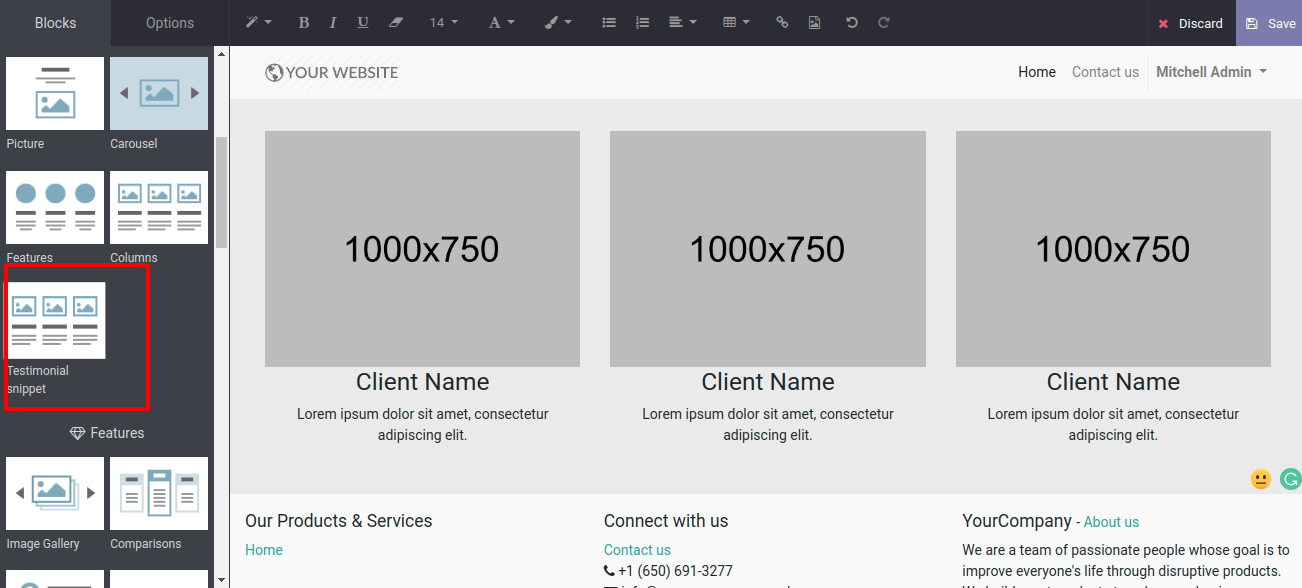 Blocks
Options
B I U 14 A
Discard
Save
Picture
Carousel
Features
Columns
Testimonial
snippet
Features
Image Gallery
Comparisons
YOUR WEBSITE
Home
Contact us
Mitchell Admin
1000x750
1000x750
1000x750
Client Name
Client Name
Client Name
Lorem ipsum dolor sit amet, consectetur
adipiscing elit.
Lorem ipsum dolor sit amet, consectetur
adipiscing elit.
Lorem ipsum dolor sit amet, consectetur
adipiscing elit.
Our Products & Services
Home
Connect with us
Contact us
+1 (650) 691-3277
YourCompany - About us
We are a team of passionate people whose goal is to
improve everyone's life through disruptive products.